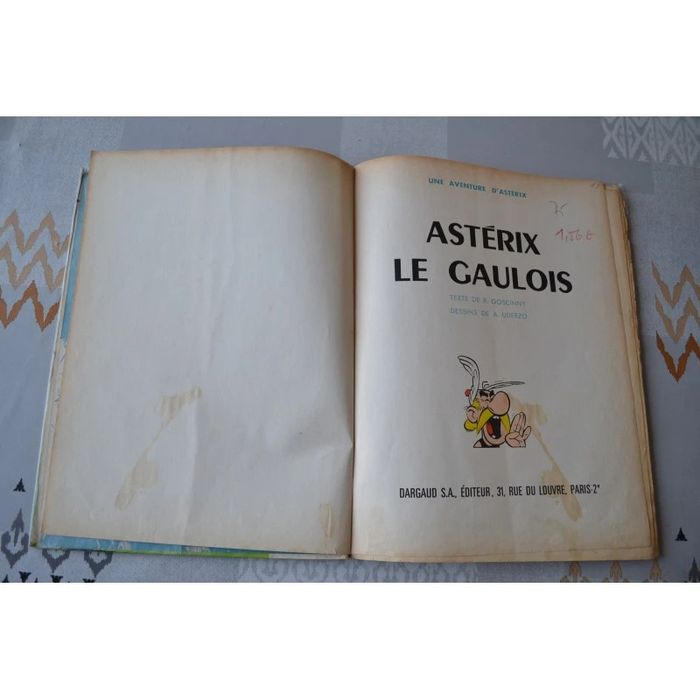 UNE AVENTURE D'ASTÉRIX
ASTÉRIX
LE GAULOIS
TEXTE DE R. GOSCINNY
DESSINS DE A. UDERZO
DARGAUD S.A., ÉDITEUR, 31, RUE DU LOUVRE, PARIS-2ᵉ